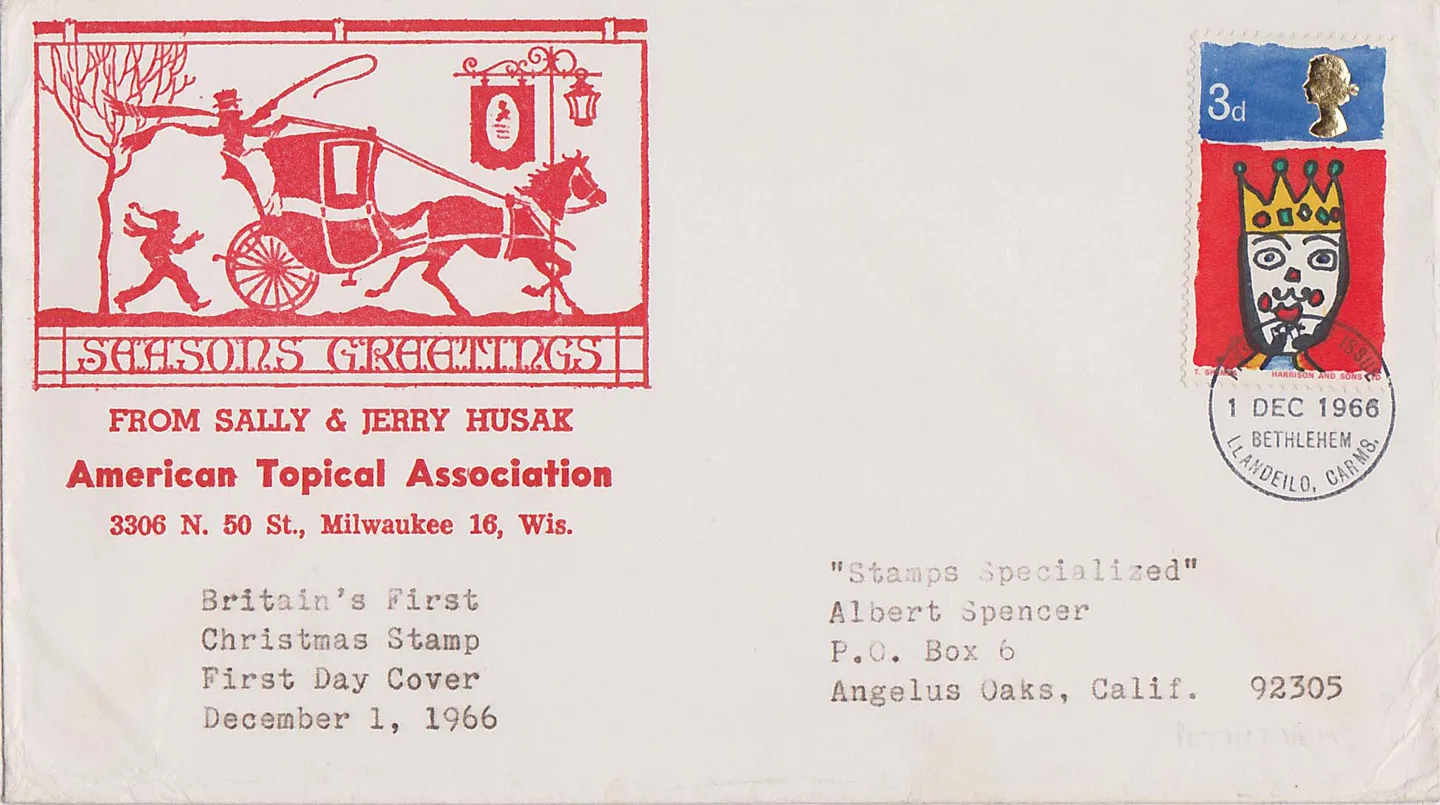 SEASONS GREETINGS
FROM SALLY & JERRY HUSAK
American Topical Association
3306 N. 50 St., Milwaukee 16, Wis.
Britain's First
Christmas Stamp
First Day Cover
December 1, 1966
3d
T. 
HARRISON AND SONS LTD
ISSUE
1 DEC 1966
BETHLEHEM
LLANDEILO, CARMS.
"Stamps Specialized"
Albert Spencer
P.O. Box 6
Angelus Oaks, Calif. 92305